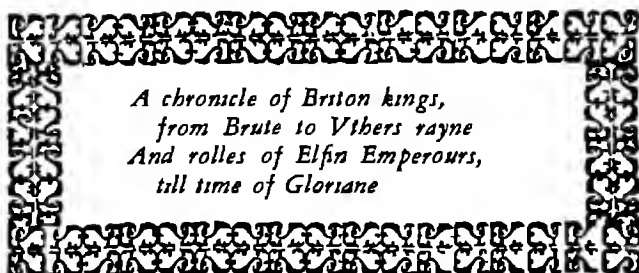 A chronicle of Briton kings,
from Brute to Vthers rayne
And rolles of Elfin Emperours,
till time of Gloriane